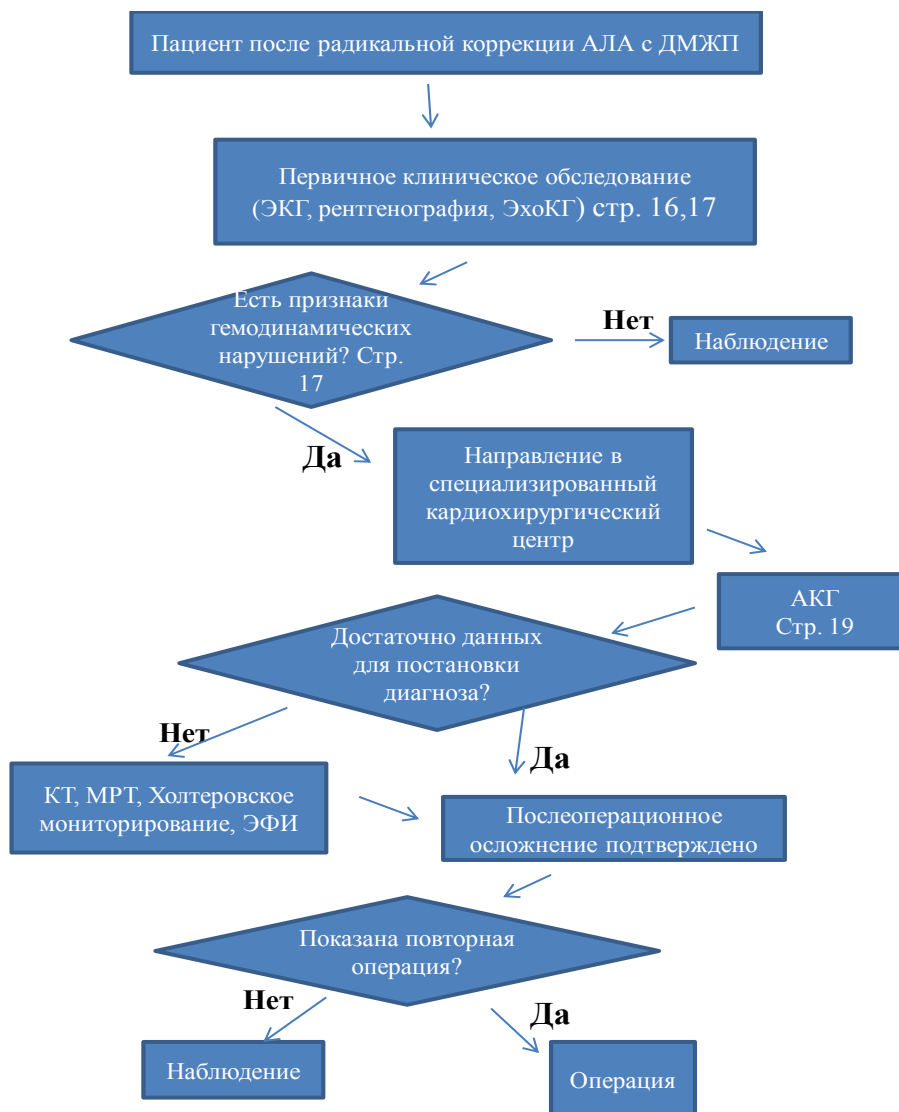 Пациент после радикальной коррекции АЛА с ДМЖП
Первичное клиническое обследование
(ЭКГ, рентгенография, ЭхоКГ) стр. 16,17
Есть признаки
гемодинамических
нарушений? Стр.
17
Нет
Наблюдение
Да
Направление в
специализированный
кардиохирургический
центр
АКГ
Стр. 19
Достаточно данных
для постановки
диагноза?
Нет
Да
КТ, МРТ, Холтеровское
мониторирование, ЭФИ
Послеоперационное
осложнение подтверждено
Показана повторная
операция?
Нет
Да
Наблюдение
Операция